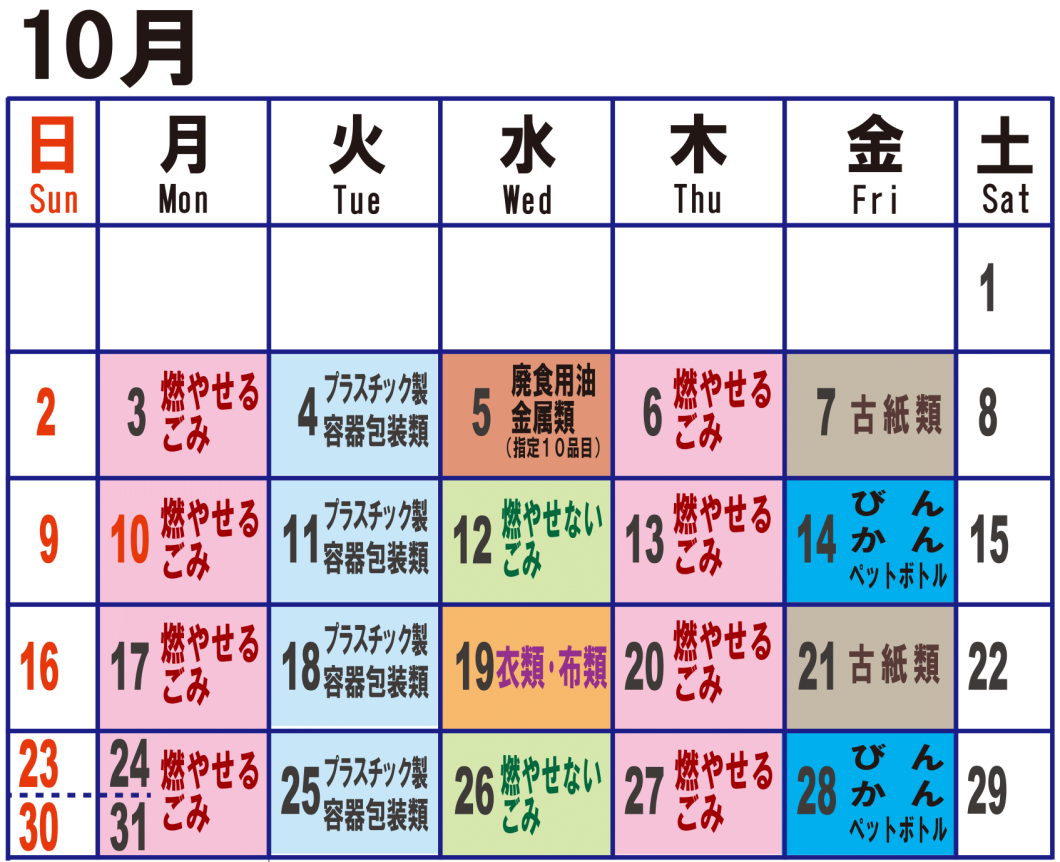 10月
日 月 火 水 木 金 土
Sun Mon Tue Wed Thu Fri Sat
1
2
3 燃やせる
ごみ
4 プラスチック製
容器包装類
5 廃食用油
金属類
(指定10品目)
6 燃やせる
ごみ
7 古紙類
8
9
10 燃やせる
ごみ
11 プラスチック製
容器包装類
12 燃やせない
ごみ
13 燃やせる
ごみ
14 びん
かん
ペットボトル
15
16
17 燃やせる
ごみ
18 プラスチック製
容器包装類
19 衣類・布類
20 燃やせる
ごみ
21 古紙類
22
23
30
24 燃やせる
31 ごみ
25 プラスチック製
容器包装類
26 燃やせない
ごみ
27 燃やせる
ごみ
28 びん
かん
ペットボトル
29